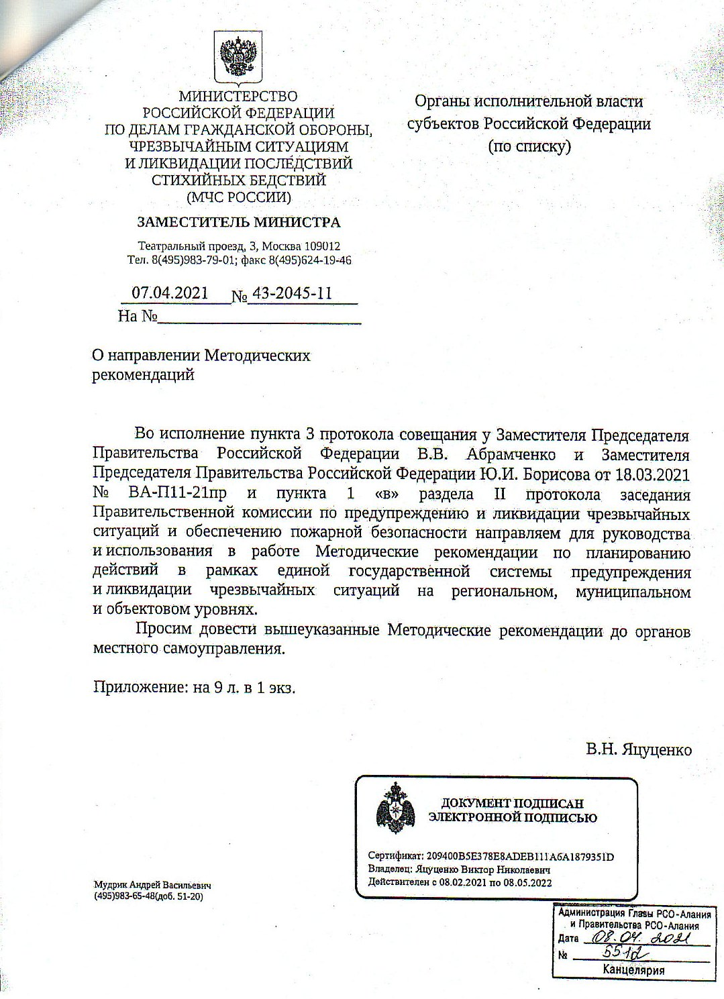 МИНИСТЕРСТВО
РОССИЙСКОЙ ФЕДЕРАЦИИ
ПО ДЕЛАМ ГРАЖДАНСКОЙ ОБОРОНЫ,
ЧРЕЗВЫЧАЙНЫМ СИТУАЦИЯМ
И ЛИКВИДАЦИИ ПОСЛЕДСТВИЙ
СТИХИЙНЫХ БЕДСТВИЙ
(МЧС РОССИИ)
ЗАМЕСТИТЕЛЬ МИНИСТРА
Театральный проезд, 3, Москва 109012
Тел. 8(495)983-79-01; факс 8(495)624-19-46
07.04.2021 № 43-2045-11
На №
Органы исполнительной власти
субъектов Российской Федерации
(по списку)
О направлении Методических
рекомендаций
Во исполнение пункта 3 протокола совещания у Заместителя Председателя
Правительства Российской Федерации В.В. Абрамченко и Заместителя
Председателя Правительства Российской Федерации Ю.И. Борисова от 18.03.2021
№ ВА-П11-21пр и пункта 1 «в» раздела II протокола заседания
Правительственной комиссии по предупреждению и ликвидации чрезвычайных
ситуаций и обеспечению пожарной безопасности направляем для руководства
и использования в работе Методические рекомендации по планированию
действий в рамках единой государственной системы предупреждения
и ликвидации чрезвычайных ситуаций на региональном, муниципальном
и объектовом уровнях.
Просим довести вышеуказанные Методические рекомендации до органов
местного самоуправления.
Приложение: на 9 л. в 1 экз.
В.Н. Яцуценко
ДОКУМЕНТ ПОДПИСАН
ЭЛЕКТРОННОЙ ПОДПИСЬЮ
Сертификат: 209400B5E378E8ADEB111A6A1879351D
Владелец: Яцуценко Виктор Николаевич
Действителен с 08.02.2021 по 08.05.2022
Мудрик Андрей Васильевич
(495)983-65-48(доб. 51-20)
Администрация Главы РСО-Алания
и Правительства РСО-Алания
Дата 08.04.2021
№
Канцелярия